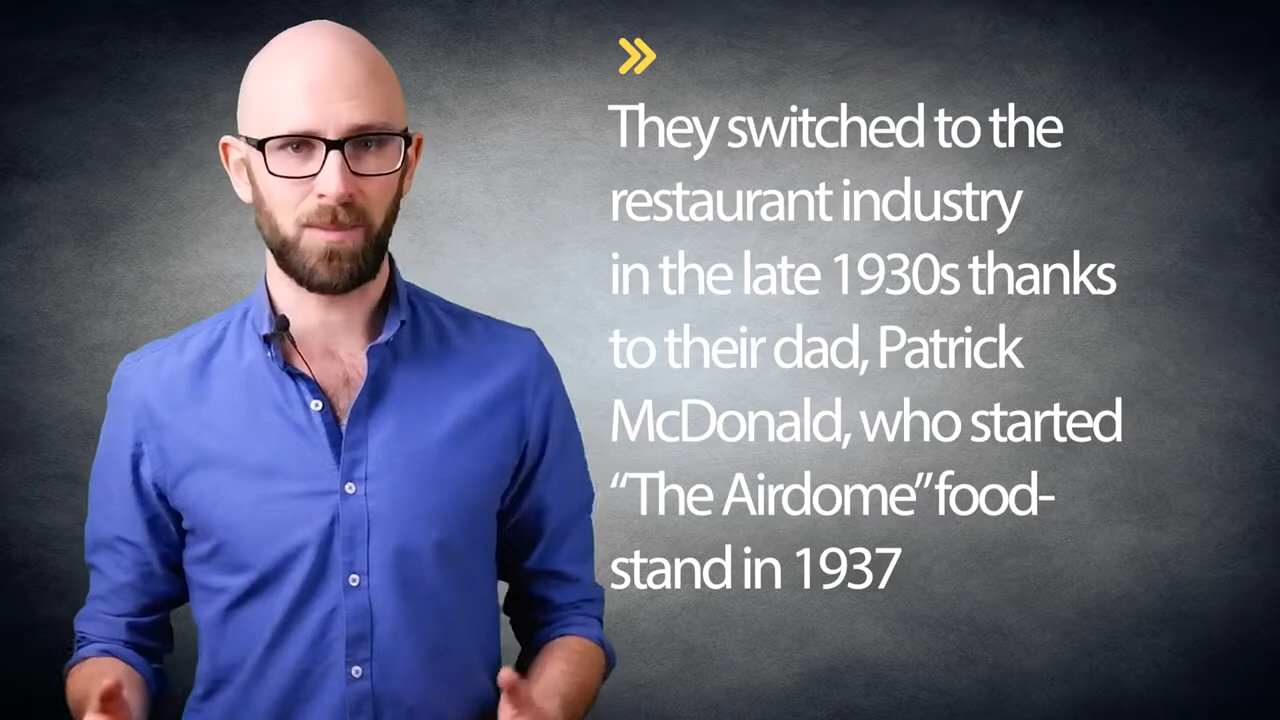 They switched to the
restaurant industry
in the late 1930s thanks
to their dad, Patrick
McDonald, who started
“The Airdome” food-
stand in 1937